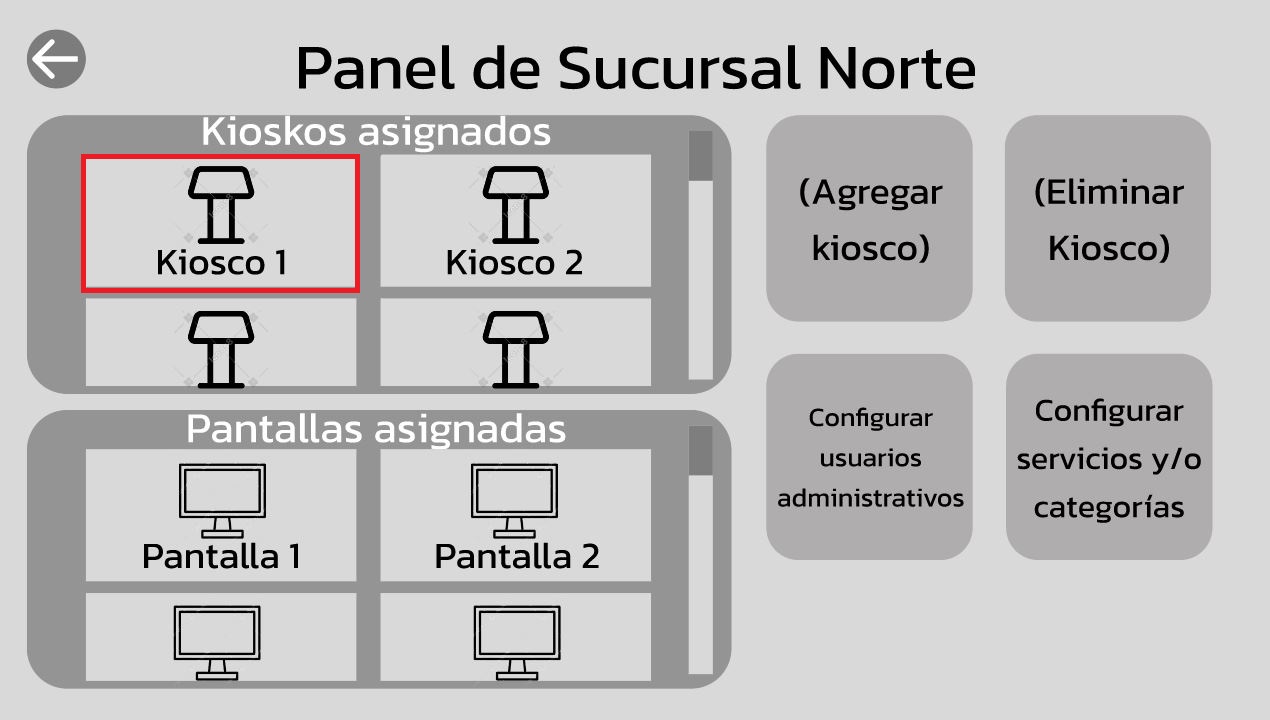 Panel de Sucursal Norte
Kioskos asignados
Kiosco 1
Kiosco 2
Pantallas asignadas
Pantalla 1
Pantalla 2
(Agregar
kiosco)
(Eliminar
Kiosco)
Configurar
usuarios
administrativos
Configurar
servicios y/o
categorías